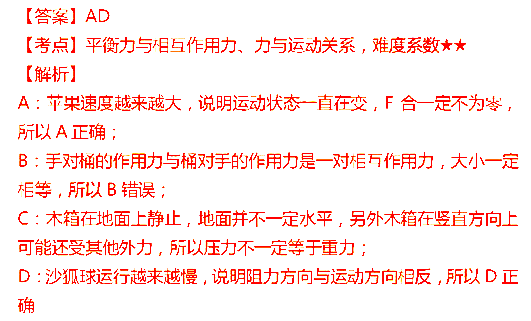 【答案】AD
【考点】平衡力与相互作用力、力与运动关系，难度系数★★
【解析】
A：苹果速度越来越大，说明运动状态一直在变，F 合一定不为零，
所以 A 正确；
B：手对桶的作用力与桶对手的作用力是一对相互作用力，大小一定
相等，所以 B 错误；
C：木箱在地面上静止，地面并不一定水平，另外木箱在竖直方向上
可能还受其他外力，所以压力不一定等于重力；
D：沙狐球运行越来越慢，说明阻力方向与运动方向相反，所以 D 正
确